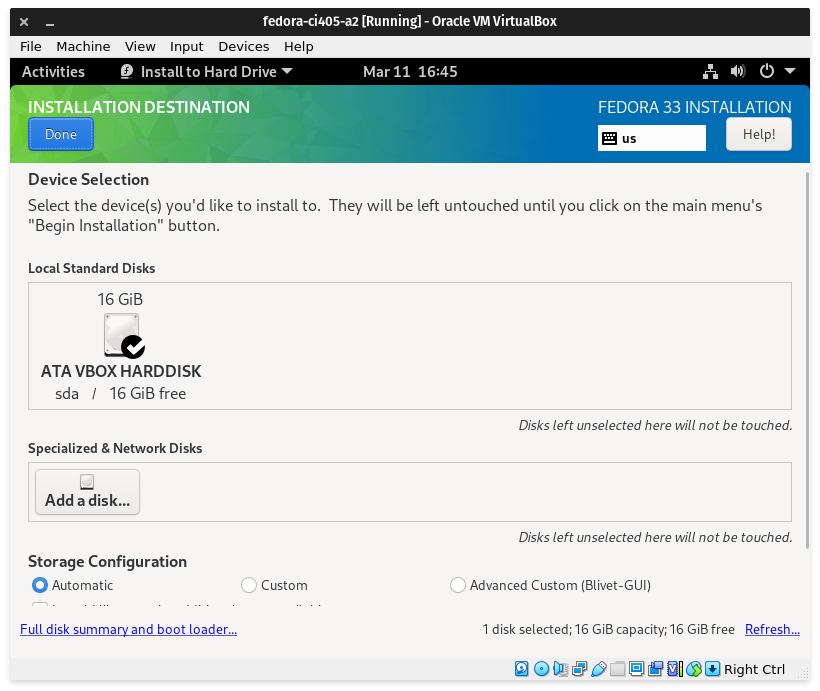 fedora-ci405-a2 [Running] - Oracle VM VirtualBox
File Machine View Input Devices Help
Activities Install to Hard Drive Mar 11 16:45
INSTALLATION DESTINATION
FEDORA 33 INSTALLATION
Done
us
Help!
Device Selection
Select the device(s) you'd like to install to. They will be left untouched until you click on the main menu's
"Begin Installation" button.
Local Standard Disks
16 GiB
ATA VBOX HARDDISK
sda / 16 GiB free
Disks left unselected here will not be touched.
Specialized & Network Disks
Add a disk...
Disks left unselected here will not be touched.
Storage Configuration
Automatic Custom Advanced Custom (Blivet-GUI)
Full disk summary and boot loader... 1 disk selected; 16 GiB capacity; 16 GiB free Refresh...
Right Ctrl